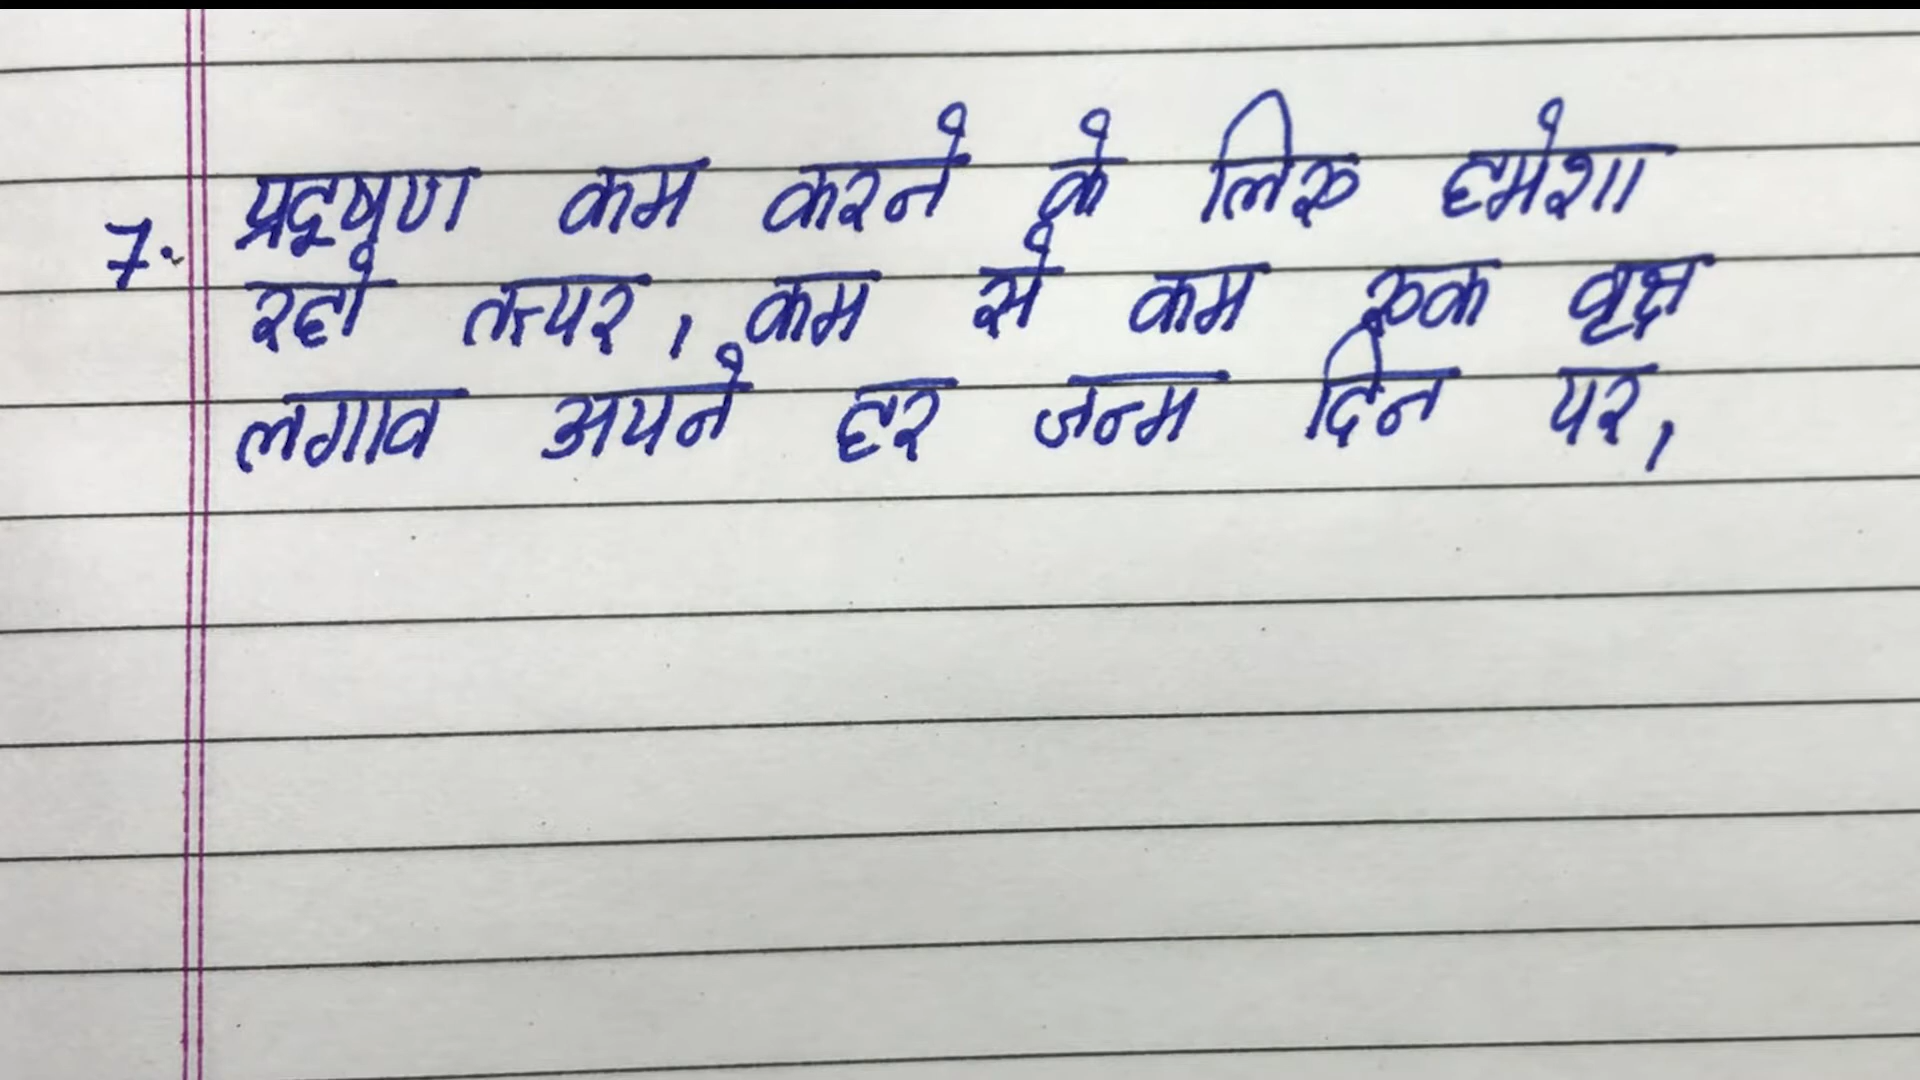 7. प्रदूषण कम करने के लिए हमेशा
रहो तत्पर, कम से कम एक वृक्ष
लगाव अपने हर जन्म दिन पर,